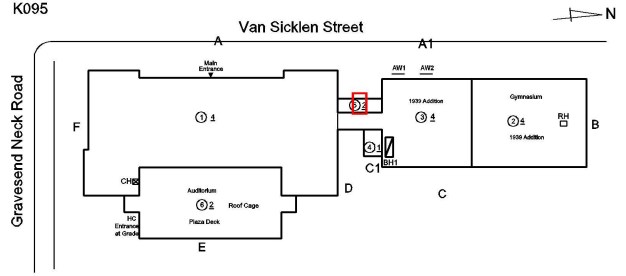 K095
Van Sicklen Street
N
A
A1
Main
Entrance
AW1
AW2
5 2
1939 Addition
Gymnasium
1 4
3 4
2 4
RH
F
B
1939 Addition
4 1
BH1
C1
D
C
CH
Auditorium
6 2
Roof Cage
Plaza Deck
HC
Entrance
at Grade
E
Gravesend Neck Road